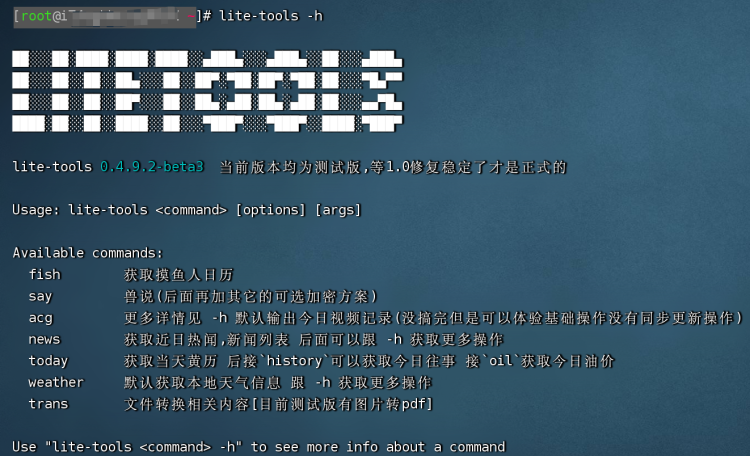 [root@i ~]# lite-tools -h
lite-tools 0.4.9.2-beta3 当前版本均为测试版,等1.0修复稳定了才是正式的
Usage: lite-tools <command> [options] [args]
Available commands:
fish 获取摸鱼人日历
say 兽说(后面再加其它的可选加密方案)
acg 更多详情见 -h 默认输出今日视频记录(没搞完但是可以体验基础操作没有同步更新操作)
news 获取近日热闻,新闻列表 后面可以跟 -h 获取更多操作
today 获取当天黄历 后接`history`可以获取今日往事 接`oil`获取今日油价
weather 默认获取本地天气信息 跟 -h 获取更多操作
trans 文件转换相关内容[目前测试版有图片转pdf]
Use "lite-tools <command> -h" to see more info about a command